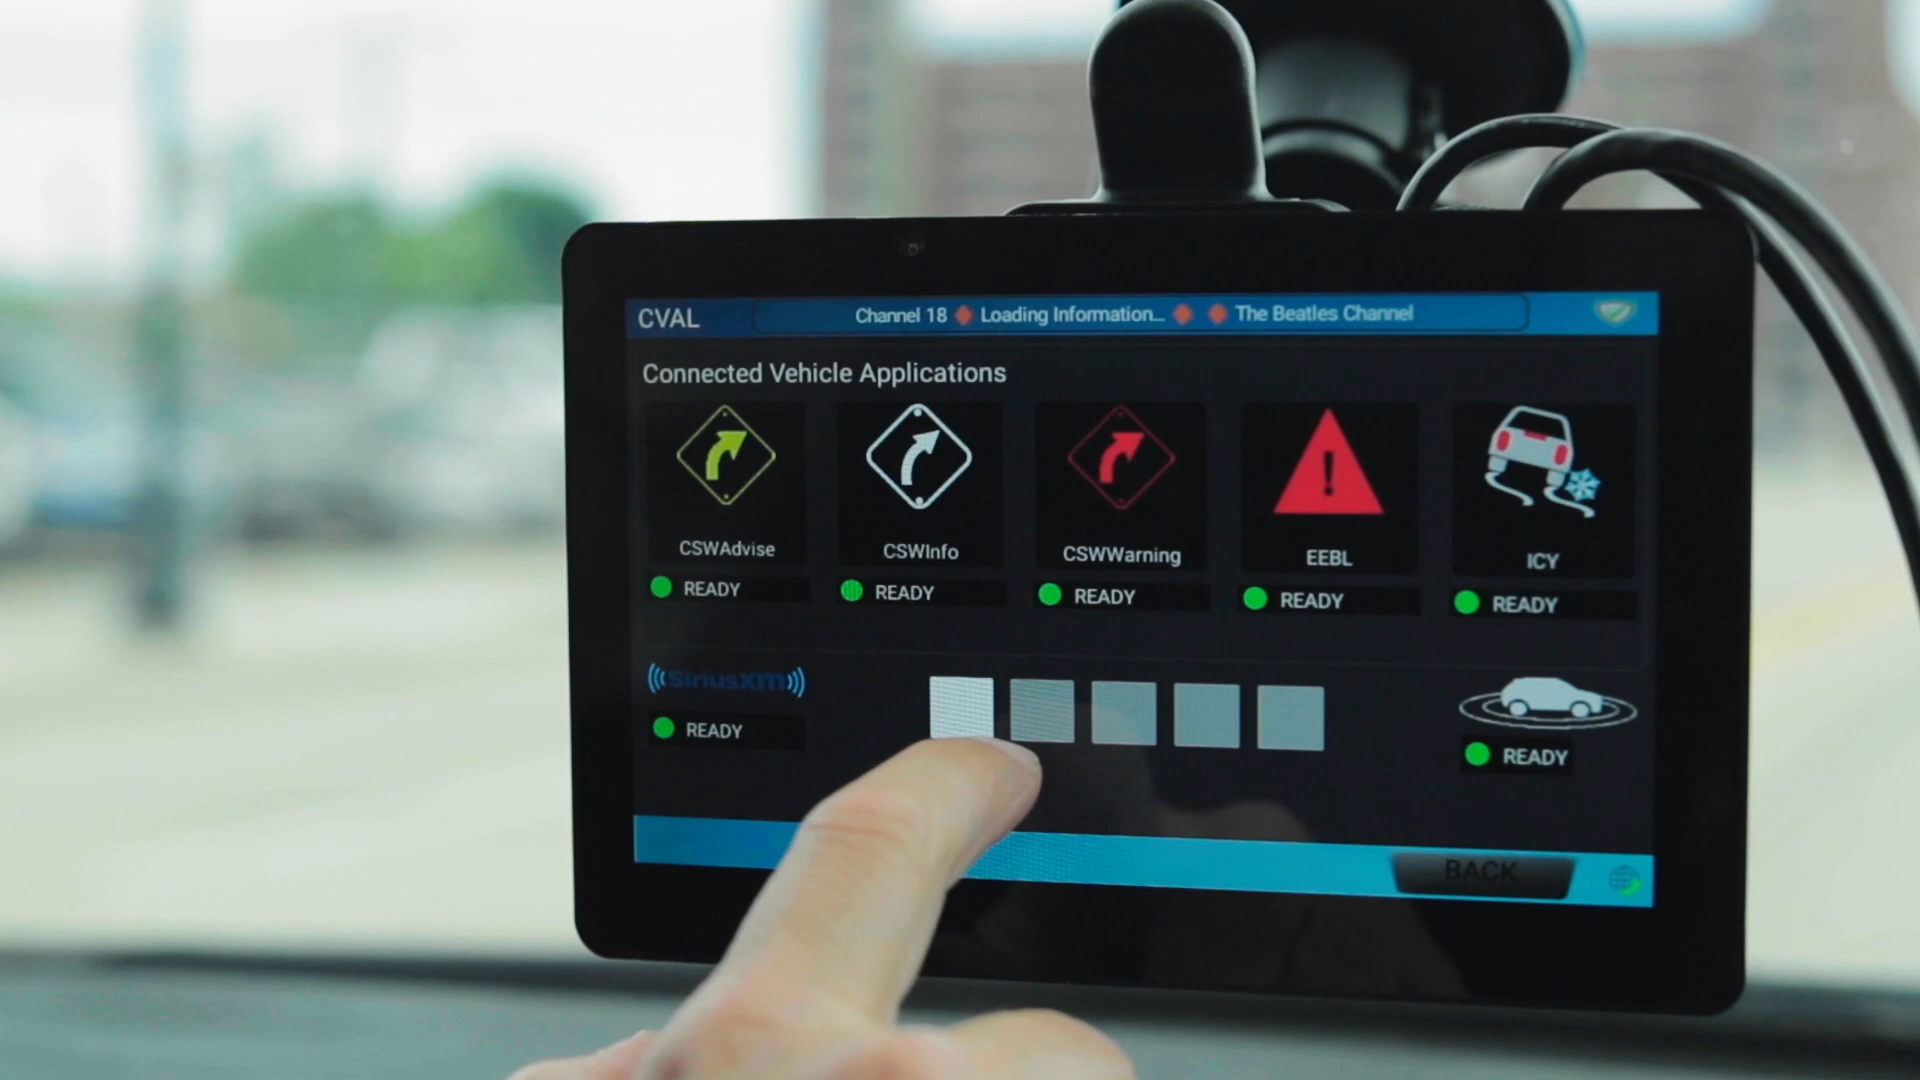 CVAL
Channel 18 Loading Information... The Beatles Channel
Connected Vehicle Applications
CSWAdvise CSWInfo CSWWarning EEBL ICY
READY READY READY READY READY
SiriusXM
READY READY
BACK